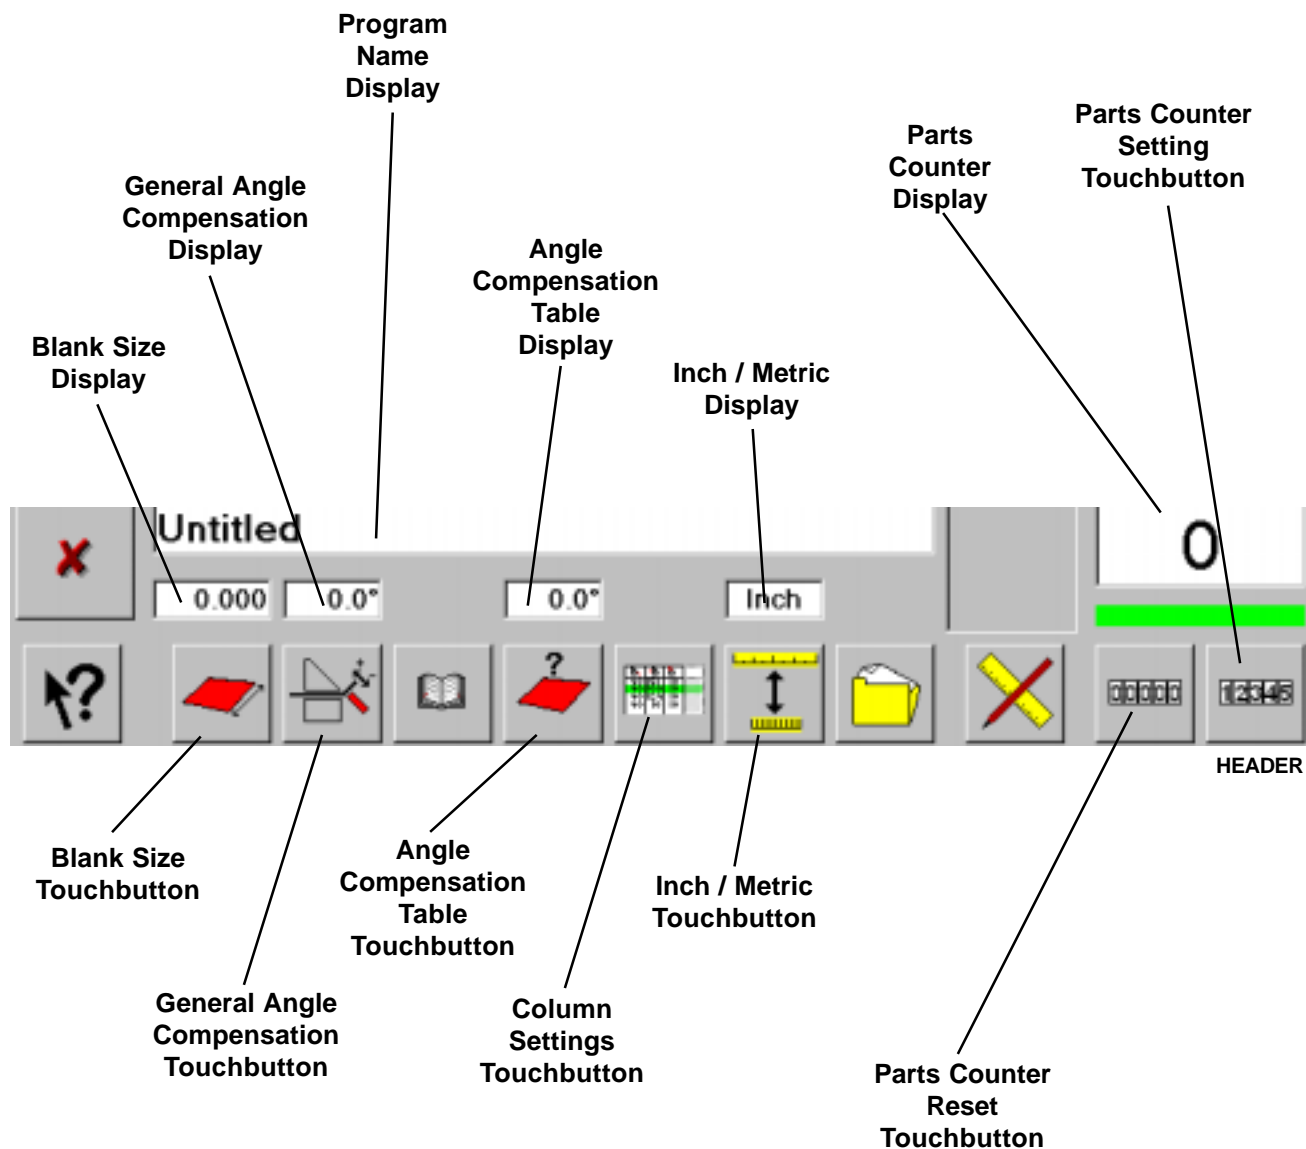 Program
Name
Display
Parts Counter
Setting
Touchbutton
Parts
Counter
Display
General Angle
Compensation
Display
Angle
Compensation
Table
Display
Blank Size
Display
Inch / Metric
Display
Untitled
0
0.000
0.0°
0.0°
Inch
?
?
00000
12345
HEADER
Blank Size
Touchbutton
Angle
Compensation
Table
Touchbutton
Inch / Metric
Touchbutton
General Angle
Compensation
Touchbutton
Column
Settings
Touchbutton
Parts Counter
Reset
Touchbutton